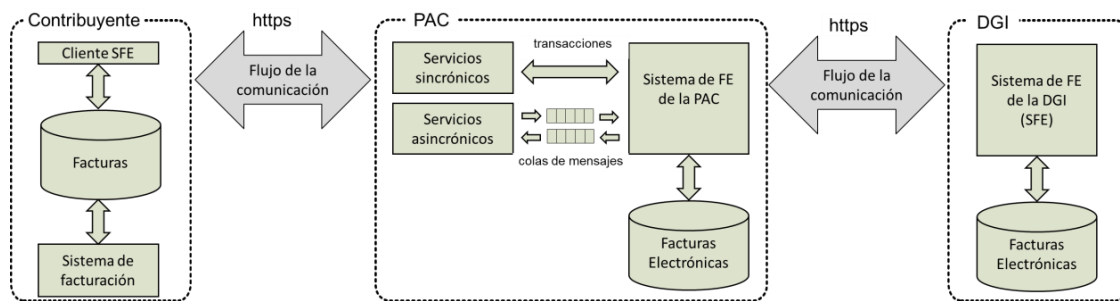 Contribuyente
Cliente SFE
Facturas
Sistema de
facturación
https
Flujo de la
comunicación
PAC
Servicios
sincrónicos
transacciones
Servicios
asincrónicos
colas de mensajes
Sistema de FE
de la PAC
Facturas
Electrónicas
https
Flujo de la
comunicación
DGI
Sistema de FE
de la DGI
(SFE)
Facturas
Electrónicas